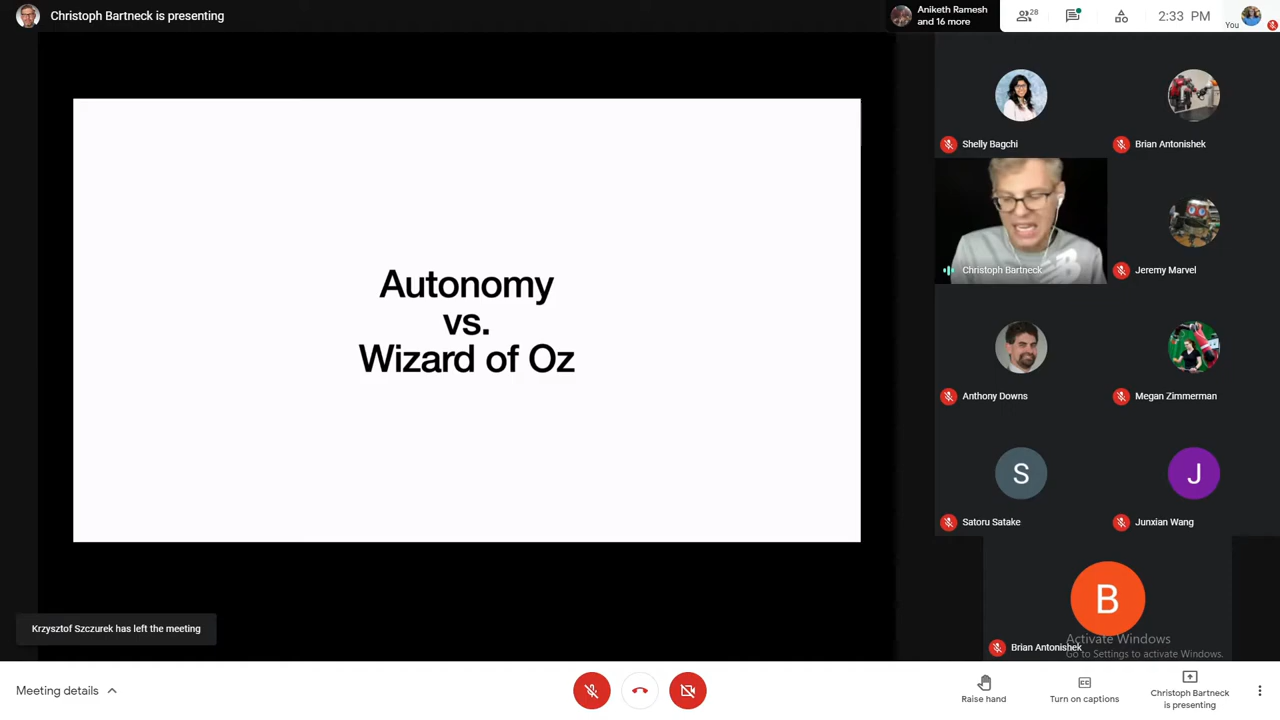 Christoph Bartneck is presenting
Aniketh Ramesh
and 16 more
28
2:33 PM
You
Shelly Bagchi
Brian Antonishek
Christoph Bartneck
Jeremy Marvel
Autonomy
vs.
Wizard of Oz
Anthony Downs
Megan Zimmerman
S
J
Satoru Satake
Junxian Wang
B
Krzysztof Szczurek has left the meeting
Brian Antonishek
Activate Windows
Go to Settings to activate Windows.
Meeting details
Raise hand
Turn on captions
Christoph Bartneck
is presenting